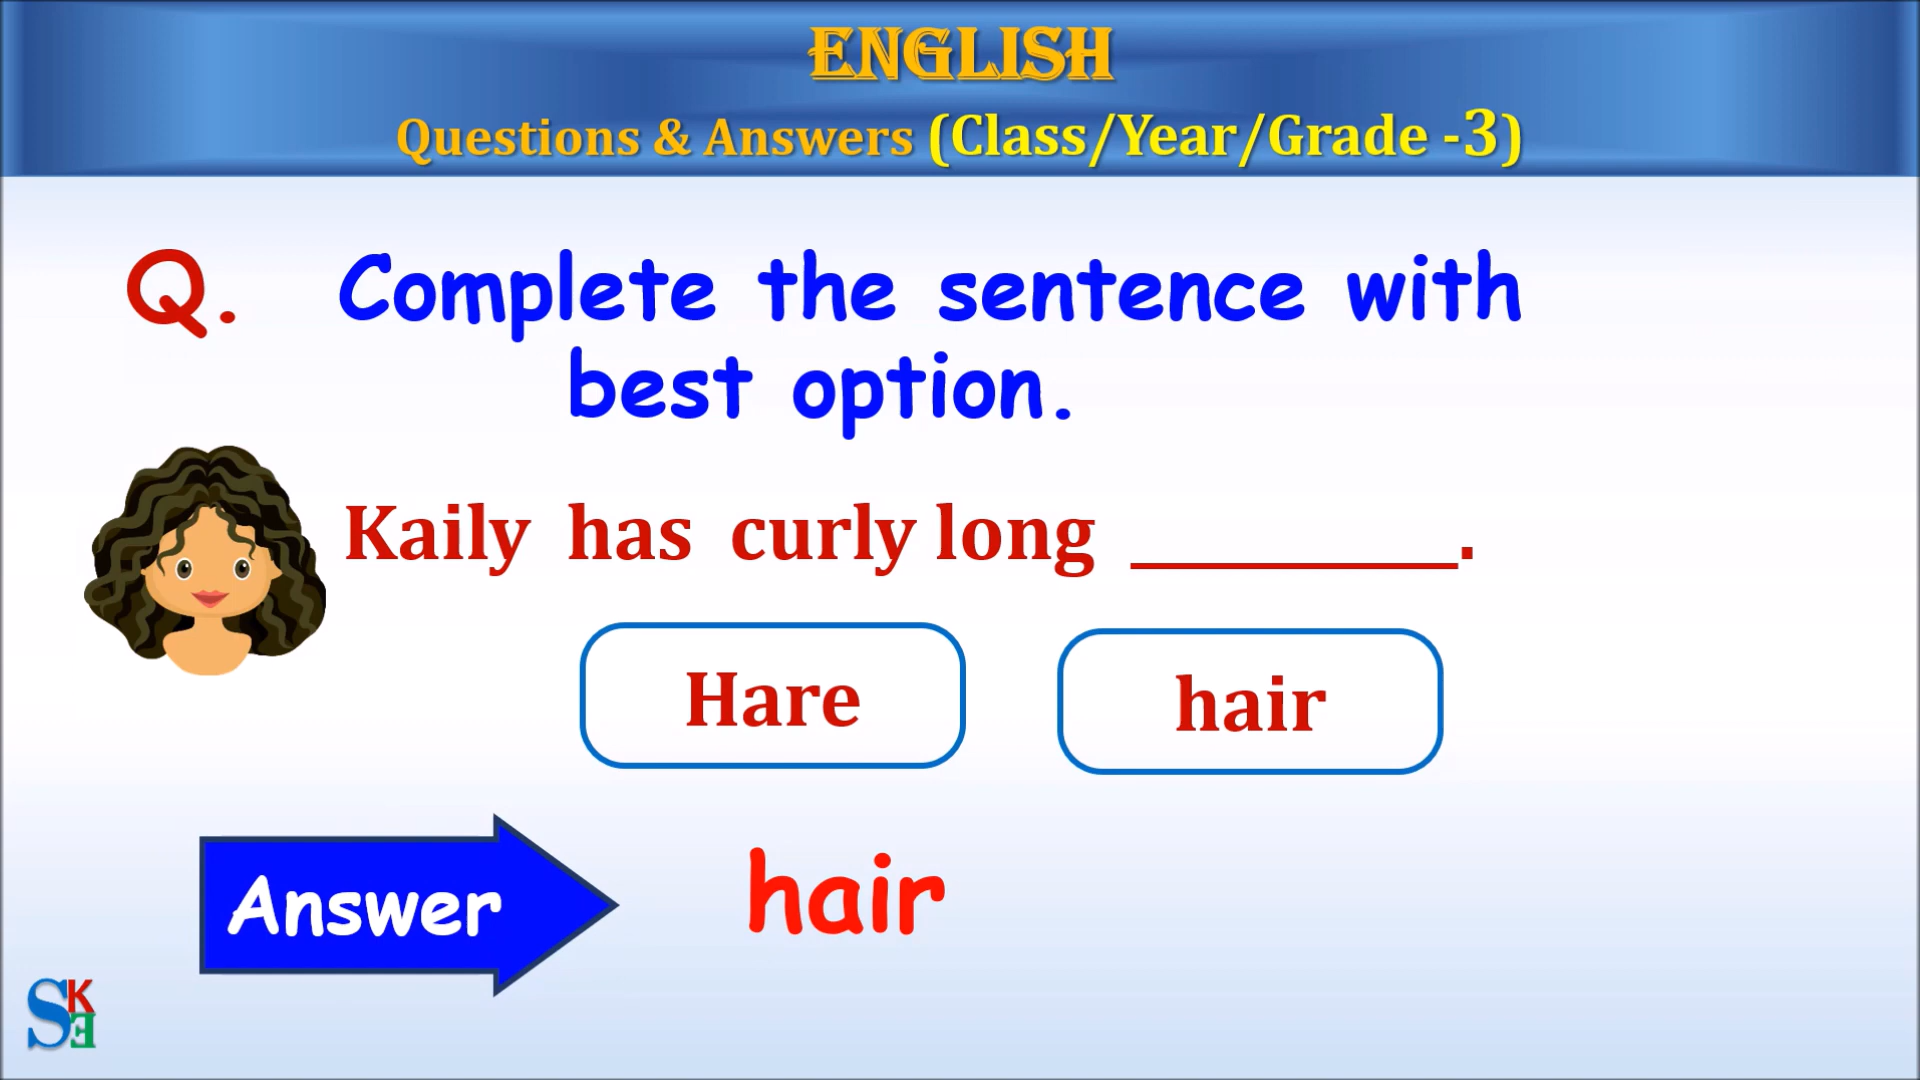 ENGLISH
Questions & Answers (Class/Year/Grade -3)
Q. Complete the sentence with
best option.
Kaily has curly long __________.
Hare hair
Answer hair
SKE